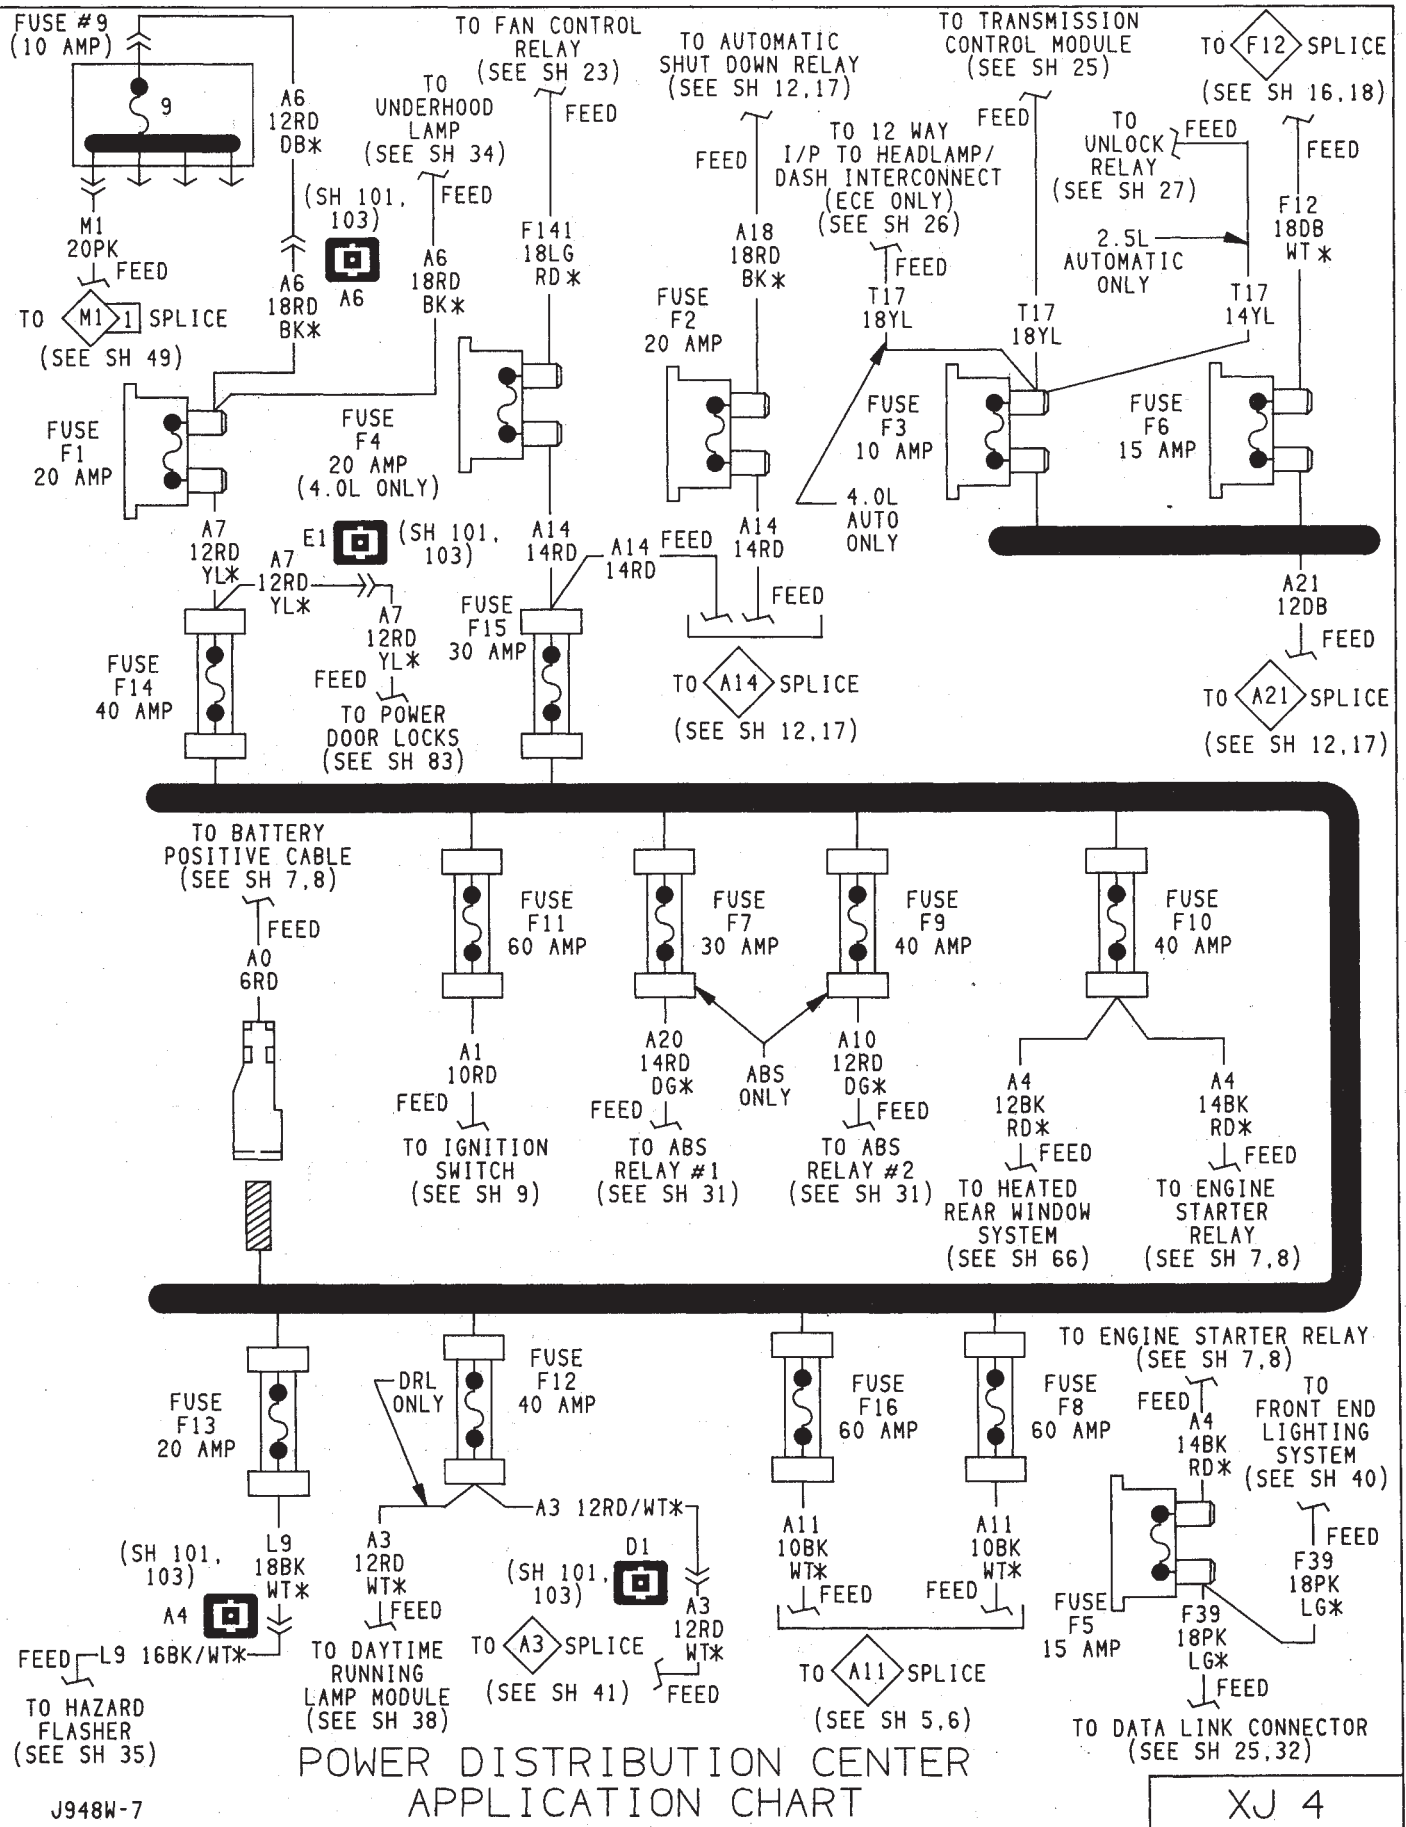 FUSE #9
(10 AMP)
9
A6
12RD
DB*
M1
20PK
FEED
TO M1 1 SPLICE
(SEE SH 49)
A6
18RD
BK*
(SH 101,
103)
A6
TO
UNDERHOOD
LAMP
(SEE SH 34)
FEED
A6
18RD
BK*
FUSE
F1
20 AMP
TO FAN CONTROL
RELAY
(SEE SH 23)
FEED
F141
18LG
RD*
FUSE
F4
20 AMP
(4.0L ONLY)
TO AUTOMATIC
SHUT DOWN RELAY
(SEE SH 12,17)
FEED
A18
18RD
BK*
FUSE
F2
20 AMP
TO 12 WAY
I/P TO HEADLAMP/
DASH INTERCONNECT
(ECE ONLY)
(SEE SH 26)
FEED
T17
18YL
4.0L
AUTO
ONLY
TO TRANSMISSION
CONTROL MODULE
(SEE SH 25)
FEED
T17
18YL
FUSE
F3
10 AMP
TO
UNLOCK
RELAY
(SEE SH 27)
FEED
2.5L
AUTOMATIC
ONLY
T17
14YL
TO F12 SPLICE
(SEE SH 16,18)
FEED
F12
18DB
WT*
FUSE
F6
15 AMP
A7
12RD
YL*
A7
12RD
YL*
E1
(SH 101,
103)
A7
12RD
YL*
FEED
TO POWER
DOOR LOCKS
(SEE SH 83)
FUSE
F14
40 AMP
A14
14RD
FUSE
F15
30 AMP
A14
14RD
FEED
A14
14RD
FEED
TO A14 SPLICE
(SEE SH 12,17)
A21
12DB
FEED
TO A21 SPLICE
(SEE SH 12,17)
TO BATTERY
POSITIVE CABLE
(SEE SH 7,8)
FEED
A0
6RD
FUSE
F11
60 AMP
A1
10RD
FEED
TO IGNITION
SWITCH
(SEE SH 9)
FUSE
F7
30 AMP
A20
14RD
DG*
FEED
TO ABS
RELAY #1
(SEE SH 31)
ABS
ONLY
FUSE
F9
40 AMP
A10
12RD
DG*
FEED
TO ABS
RELAY #2
(SEE SH 31)
FUSE
F10
40 AMP
A4
12BK
RD*
FEED
TO HEATED
REAR WINDOW
SYSTEM
(SEE SH 66)
A4
14BK
RD*
FEED
TO ENGINE
STARTER
RELAY
(SEE SH 7,8)
FUSE
F13
20 AMP
L9
18BK
WT*
(SH 101,
103)
A4
FEED
L9 16BK/WT*
TO HAZARD
FLASHER
(SEE SH 35)
DRL
ONLY
FUSE
F12
40 AMP
A3
12RD
WT*
FEED
TO DAYTIME
RUNNING
LAMP MODULE
(SEE SH 38)
A3 12RD/WT*
D1
(SH 101,
103)
A3
12RD
WT*
FEED
TO A3 SPLICE
(SEE SH 41)
FUSE
F16
60 AMP
A11
10BK
WT*
FEED
FUSE
F8
60 AMP
A11
10BK
WT*
FEED
TO A11 SPLICE
(SEE SH 5,6)
TO ENGINE STARTER RELAY
(SEE SH 7,8)
FEED
A4
14BK
RD*
TO
FRONT END
LIGHTING
SYSTEM
(SEE SH 40)
FEED
F39
18PK
LG*
FUSE
F5
15 AMP
F39
18PK
LG*
FEED
TO DATA LINK CONNECTOR
(SEE SH 25,32)
POWER DISTRIBUTION CENTER
APPLICATION CHART
J948W-7
XJ 4